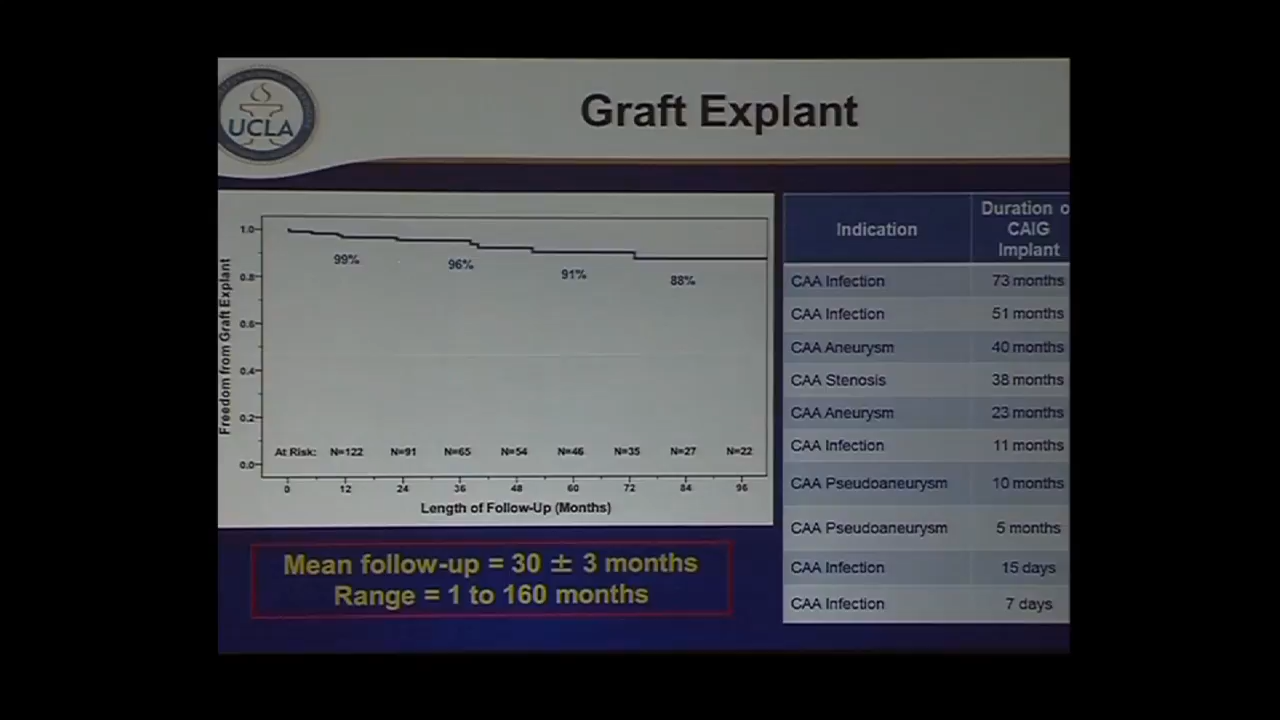 UCLA
Graft Explant
Freedom from Graft Explant
1.0
0.8
0.6
0.4
0.2
0.0
99%
96%
91%
88%
At Risk: N=122 N=91 N=65 N=54 N=46 N=35 N=27 N=22
0 12 24 36 48 60 72 84 96
Length of Follow-Up (Months)
Mean follow-up = 30 ± 3 months
Range = 1 to 160 months
Indication
Duration o
CAIG
Implant
CAA Infection 73 months
CAA Infection 51 months
CAA Aneurysm 40 months
CAA Stenosis 38 months
CAA Aneurysm 23 months
CAA Infection 11 months
CAA Pseudoaneurysm 10 months
CAA Pseudoaneurysm 5 months
CAA Infection 15 days
CAA Infection 7 days